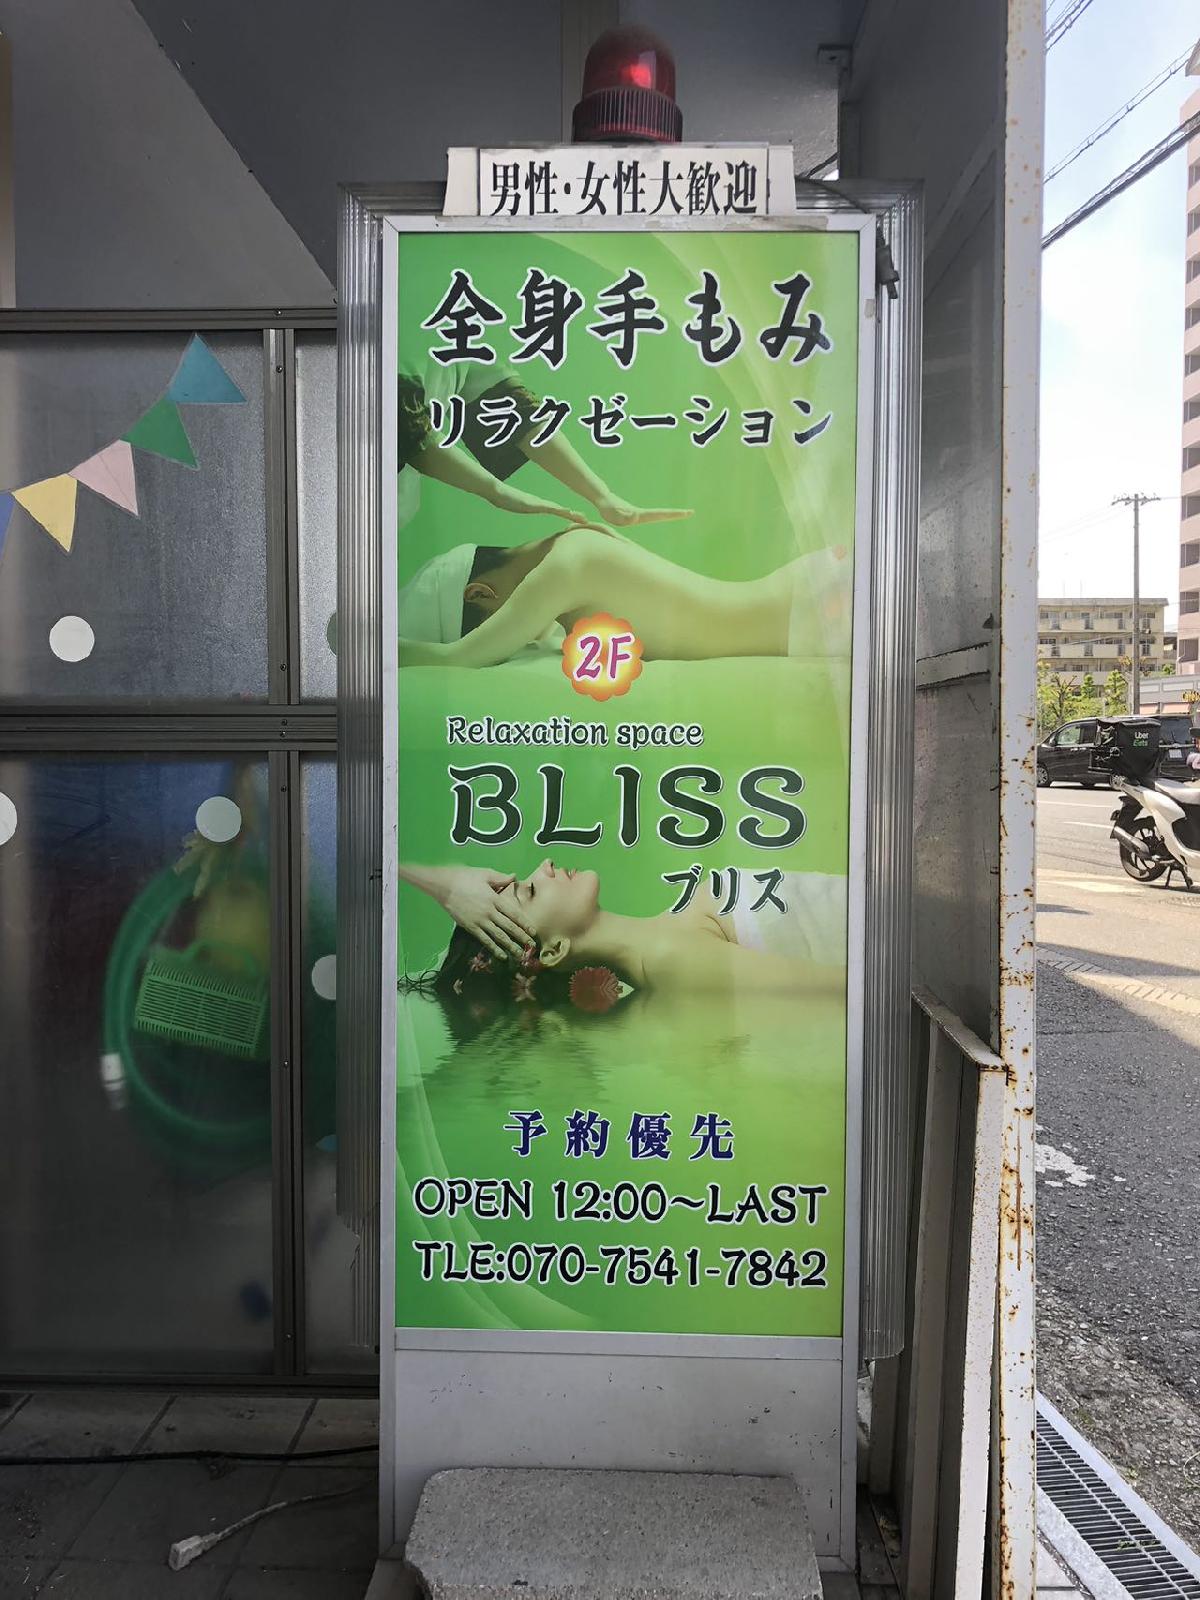 男性・女性大歓迎
全身手もみ
リラクゼーション
2F
Relaxation space
BLISS
ブリス
予約優先
OPEN 12:00～LAST
TLE:070-7541-7842
Uber
Eats